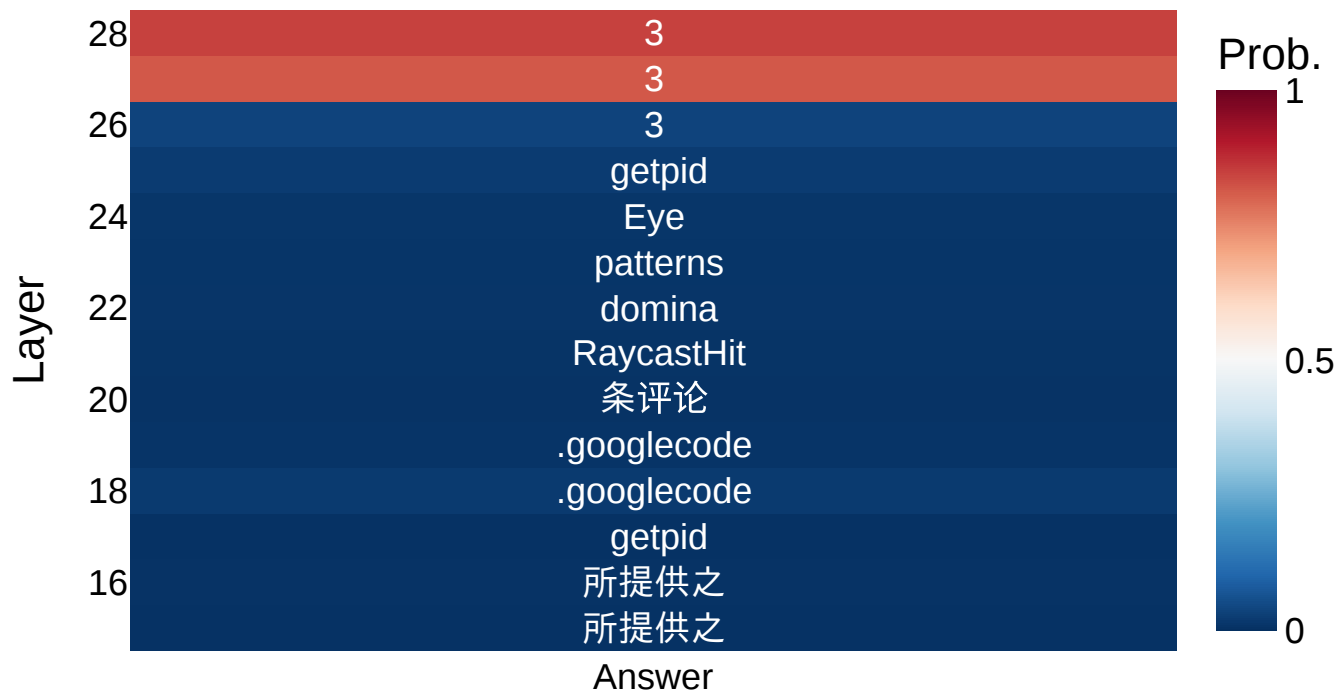 Prob.
28 3
3
26 3
getpid
24 Eye
patterns
22 domina
RaycastHit
20 条评论
.googlecode
18 .googlecode
getpid
16 所提供之
所提供之
Layer
Answer
1
0.5
0